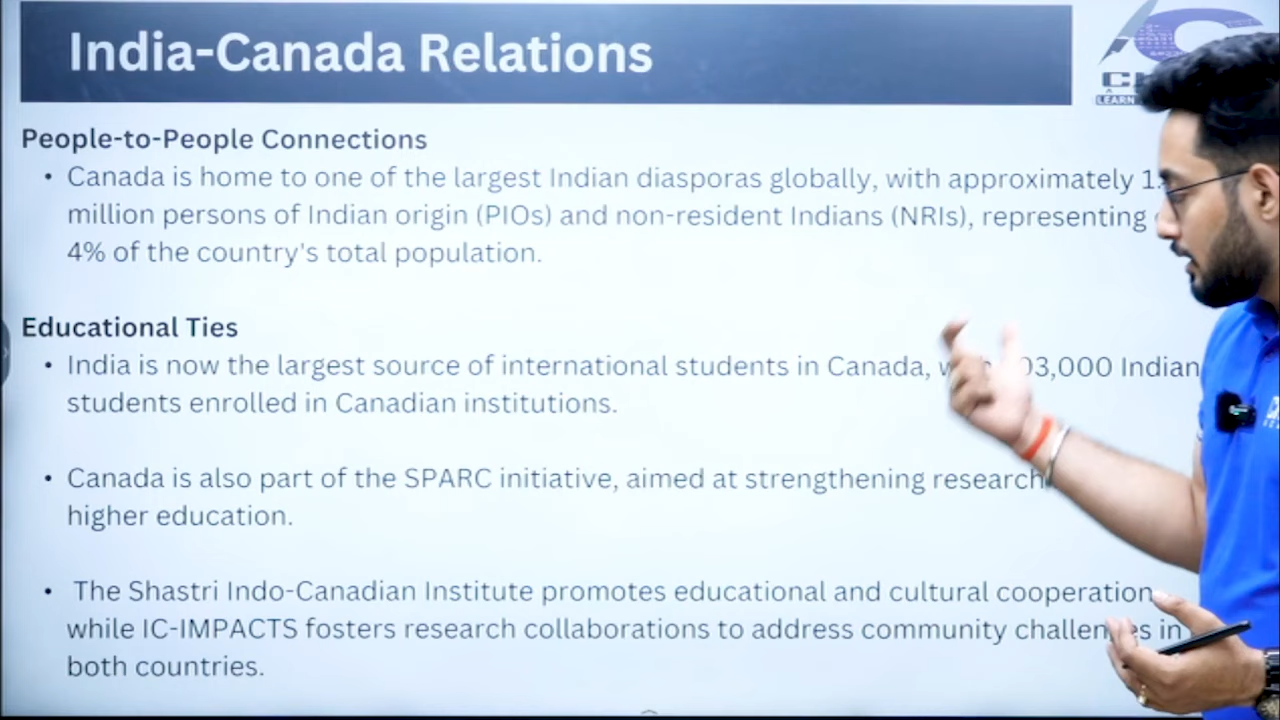 India-Canada Relations
LEARN
People-to-People Connections
• Canada is home to one of the largest Indian diasporas globally, with approximately
million persons of Indian origin (PIOs) and non-resident Indians (NRIs), representing
4% of the country's total population.
Educational Ties
• India is now the largest source of international students in Canada, Indian
students enrolled in Canadian institutions.
• Canada is also part of the SPARC initiative, aimed at strengthening research
higher education.
• The Shastri Indo-Canadian Institute promotes educational and cultural cooperation
while IC-IMPACTS fosters research collaborations to address community in
both countries.